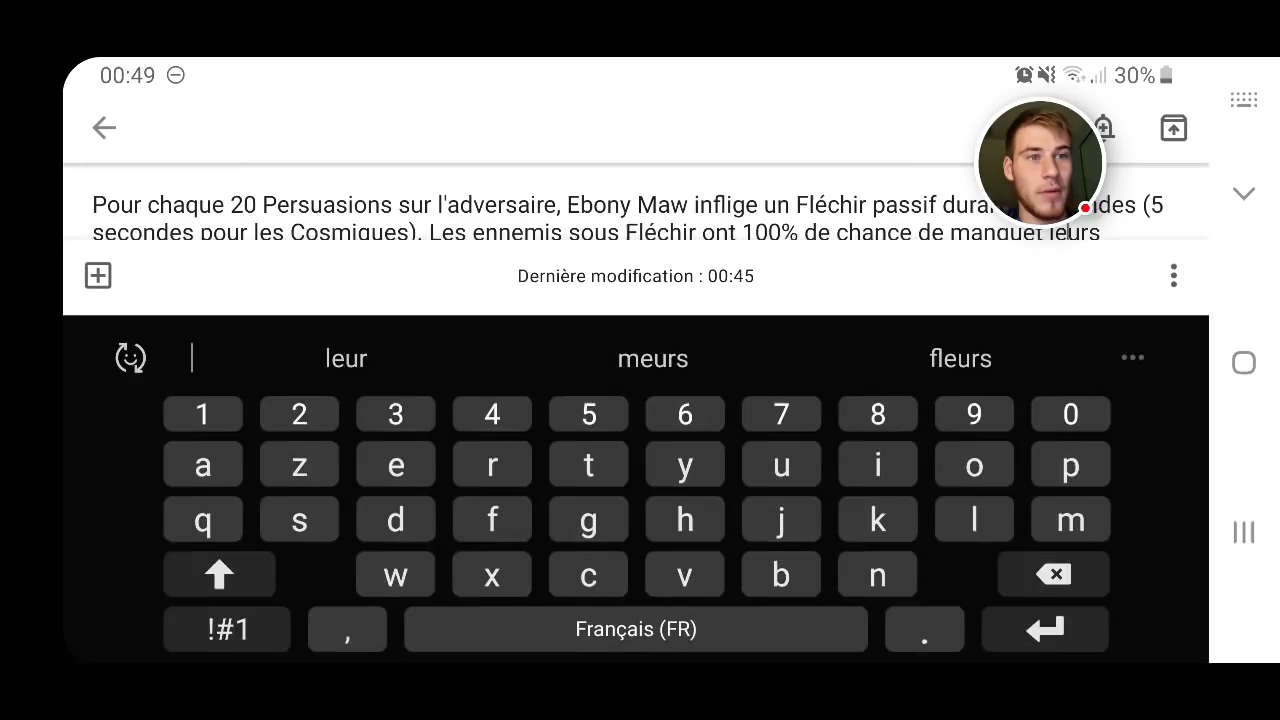 00:49 30%
Pour chaque 20 Persuasions sur l'adversaire, Ebony Maw inflige un Fléchir passif (5
secondes pour les Cosmiques). Les ennemis sous Fléchir ont 100% de chance de manquet leurs
Dernière modification : 00:45
leur meurs fleurs
1 2 3 4 5 6 7 8 9 0
a z e r t y u i o p
q s d f g h j k l m
w x c v b n
!#1 , Français (FR) .